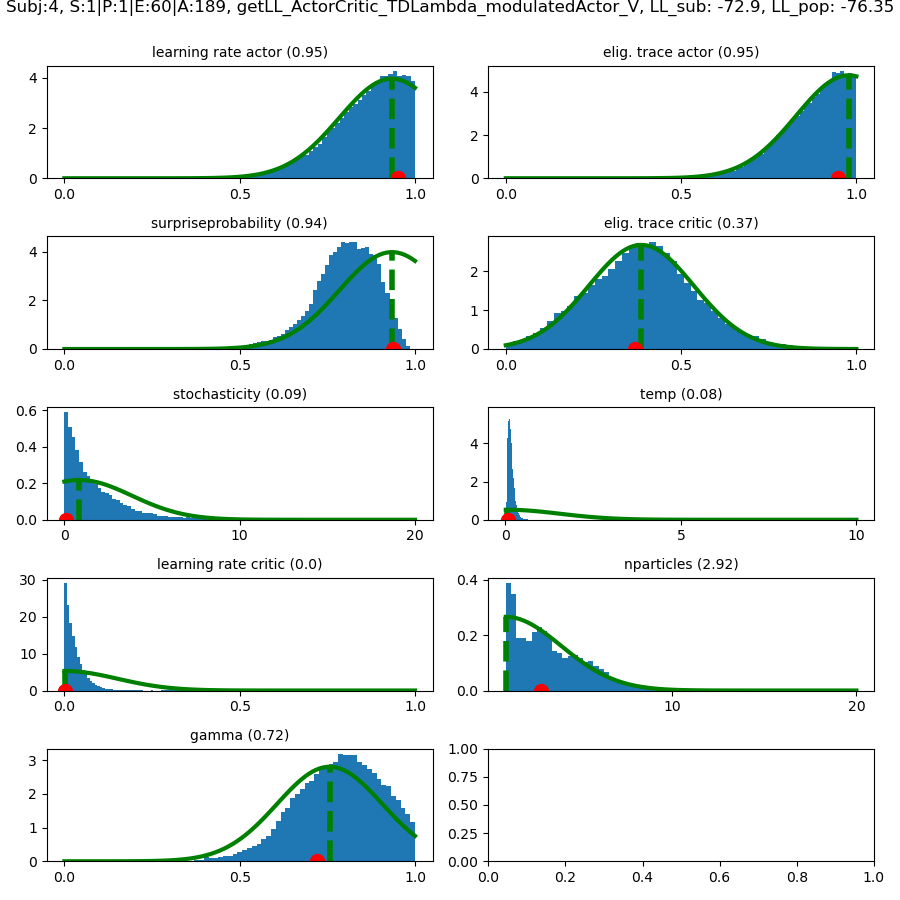 Subj:4, S:1|P:1|E:60|A:189, getLL_ActorCritic_TDLambda_modulatedActor_V, LL_sub: -72.9, LL_pop: -76.35
learning rate actor (0.95)
4
2
0
0.0 0.5 1.0
elig. trace actor (0.95)
4
2
0
0.0 0.5 1.0
surpriseprobability (0.94)
4
2
0
0.0 0.5 1.0
elig. trace critic (0.37)
2
1
0
0.0 0.5 1.0
stochasticity (0.09)
0.6
0.4
0.2
0.0
0 10 20
temp (0.08)
4
2
0
0 5 10
learning rate critic (0.0)
30
20
10
0
0.0 0.5 1.0
nparticles (2.92)
0.4
0.2
0.0
10 20
gamma (0.72)
3
2
1
0
0.0 0.5 1.0
1.00
0.75
0.50
0.25
0.00
0.0 0.2 0.4 0.6 0.8 1.0